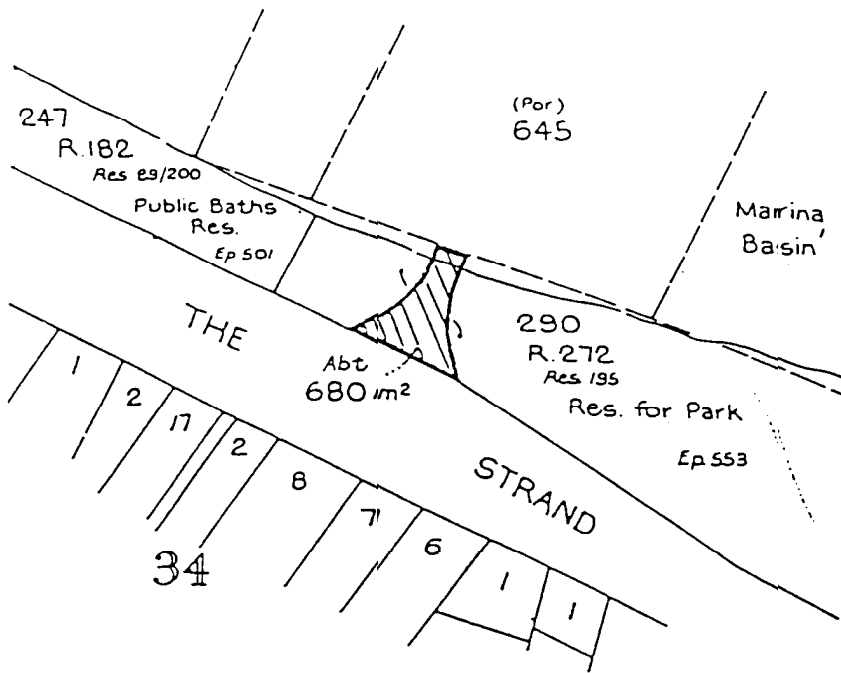 (Por)
645
247
R.182
Res 89/200
Public Baths
Res.
Ep 501
Marina
Basin
THE
290
R.272
Res 195
Res. for Park
Ep 553
Abt
680 m²
STRAND
1
2
17
2
8
7
6
1
1
34